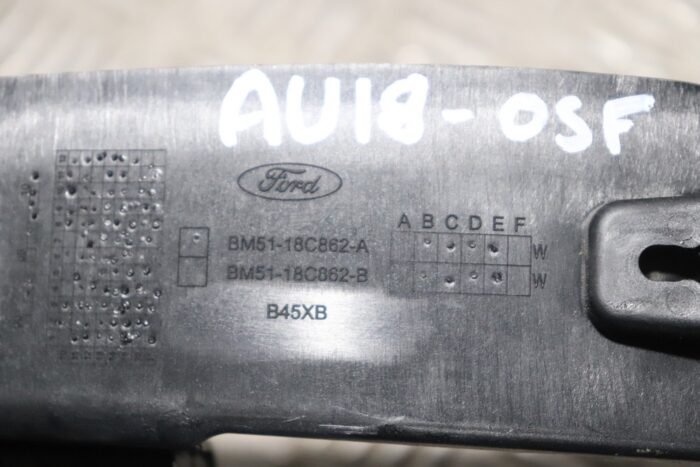 AU18-OSF
Ford
A B C D E F
BM51-18C862-A
W
BM51-18C862-B
W
B45XB